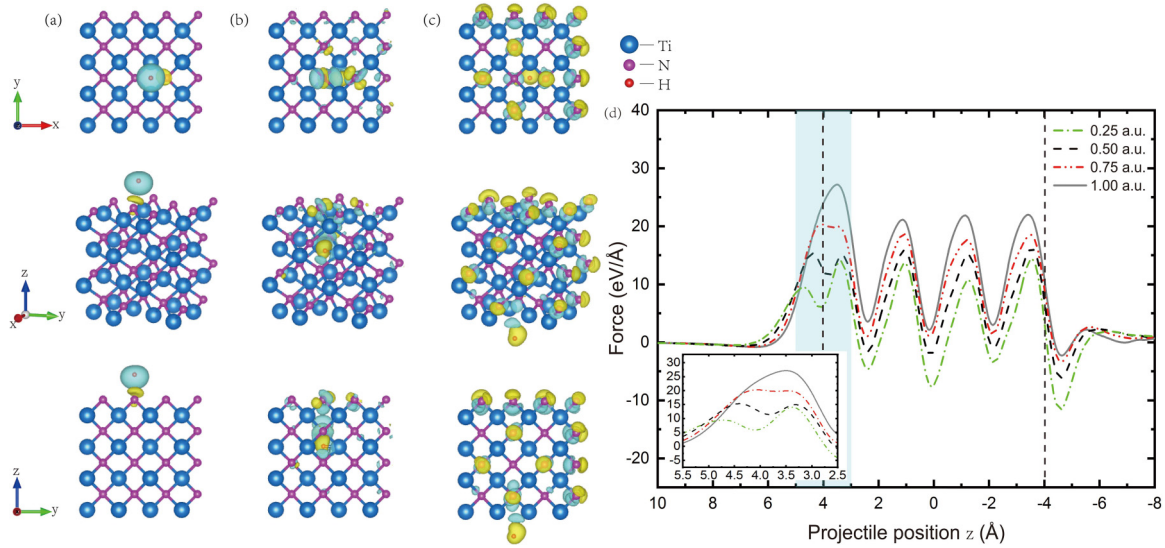 (a)
(b)
(c)
Ti
N
H
(d)
y
x
z
x
y
z
y
Force (eV/Å)
40
30
20
10
0
-10
-20
0.25 a.u.
0.50 a.u.
0.75 a.u.
1.00 a.u.
30
25
20
15
10
5
0
-5
5.5 5.0 4.5 4.0 3.5 3.0 2.5
10 8 6 4 2 0 -2 -4 -6 -8
Projectile position z (Å)